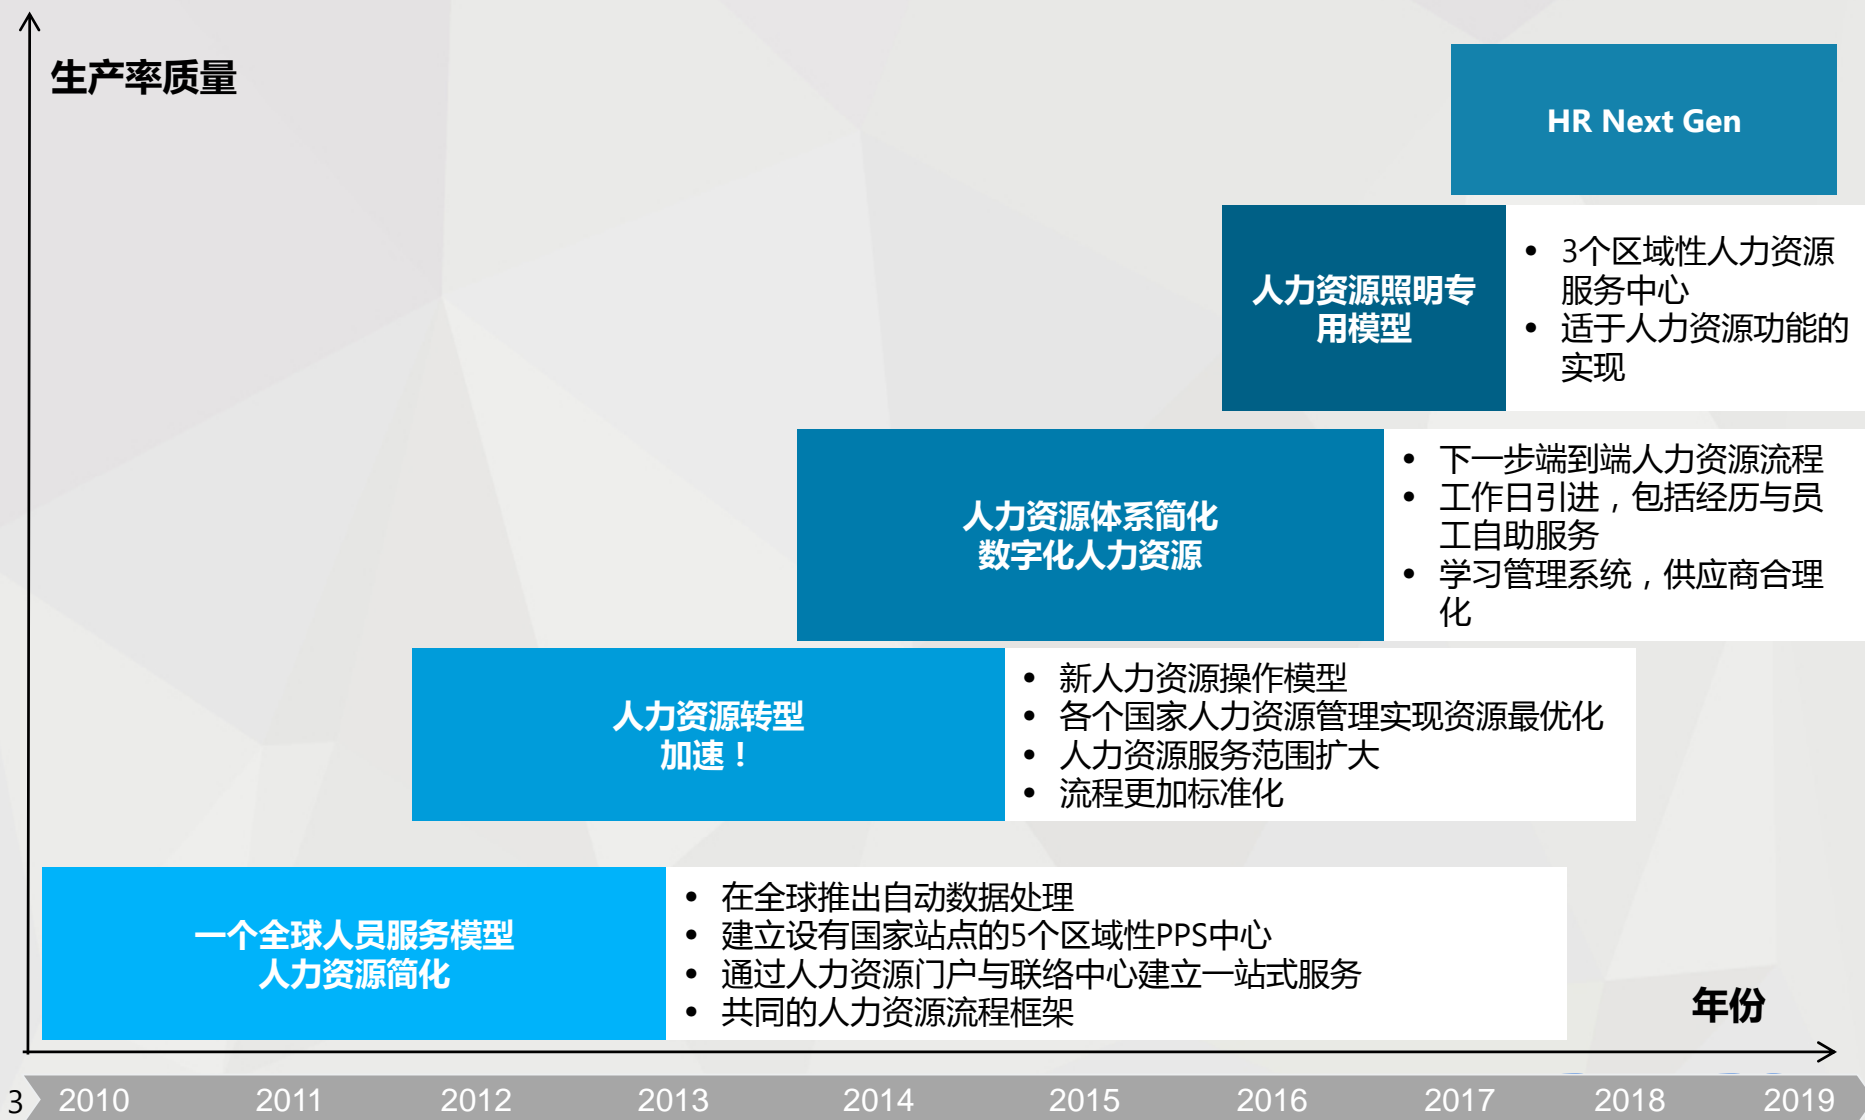 生产率质量
HR Next Gen
人力资源照明专
用模型
• 3个区域性人力资源
服务中心
• 适于人力资源功能的
实现
人力资源体系简化
数字化人力资源
• 下一步端到端人力资源流程
• 工作日引进，包括经历与员
工自助服务
• 学习管理系统，供应商合理
化
人力资源转型
加速！
• 新人力资源操作模型
• 各个国家人力资源管理实现资源最优化
• 人力资源服务范围扩大
• 流程更加标准化
一个全球人员服务模型
人力资源简化
• 在全球推出自动数据处理
• 建立设有国家站点的5个区域性PPS中心
• 通过人力资源门户与联络中心建立一站式服务
• 共同的人力资源流程框架
年份
3
2010 2011 2012 2013 2014 2015 2016 2017 2018 2019